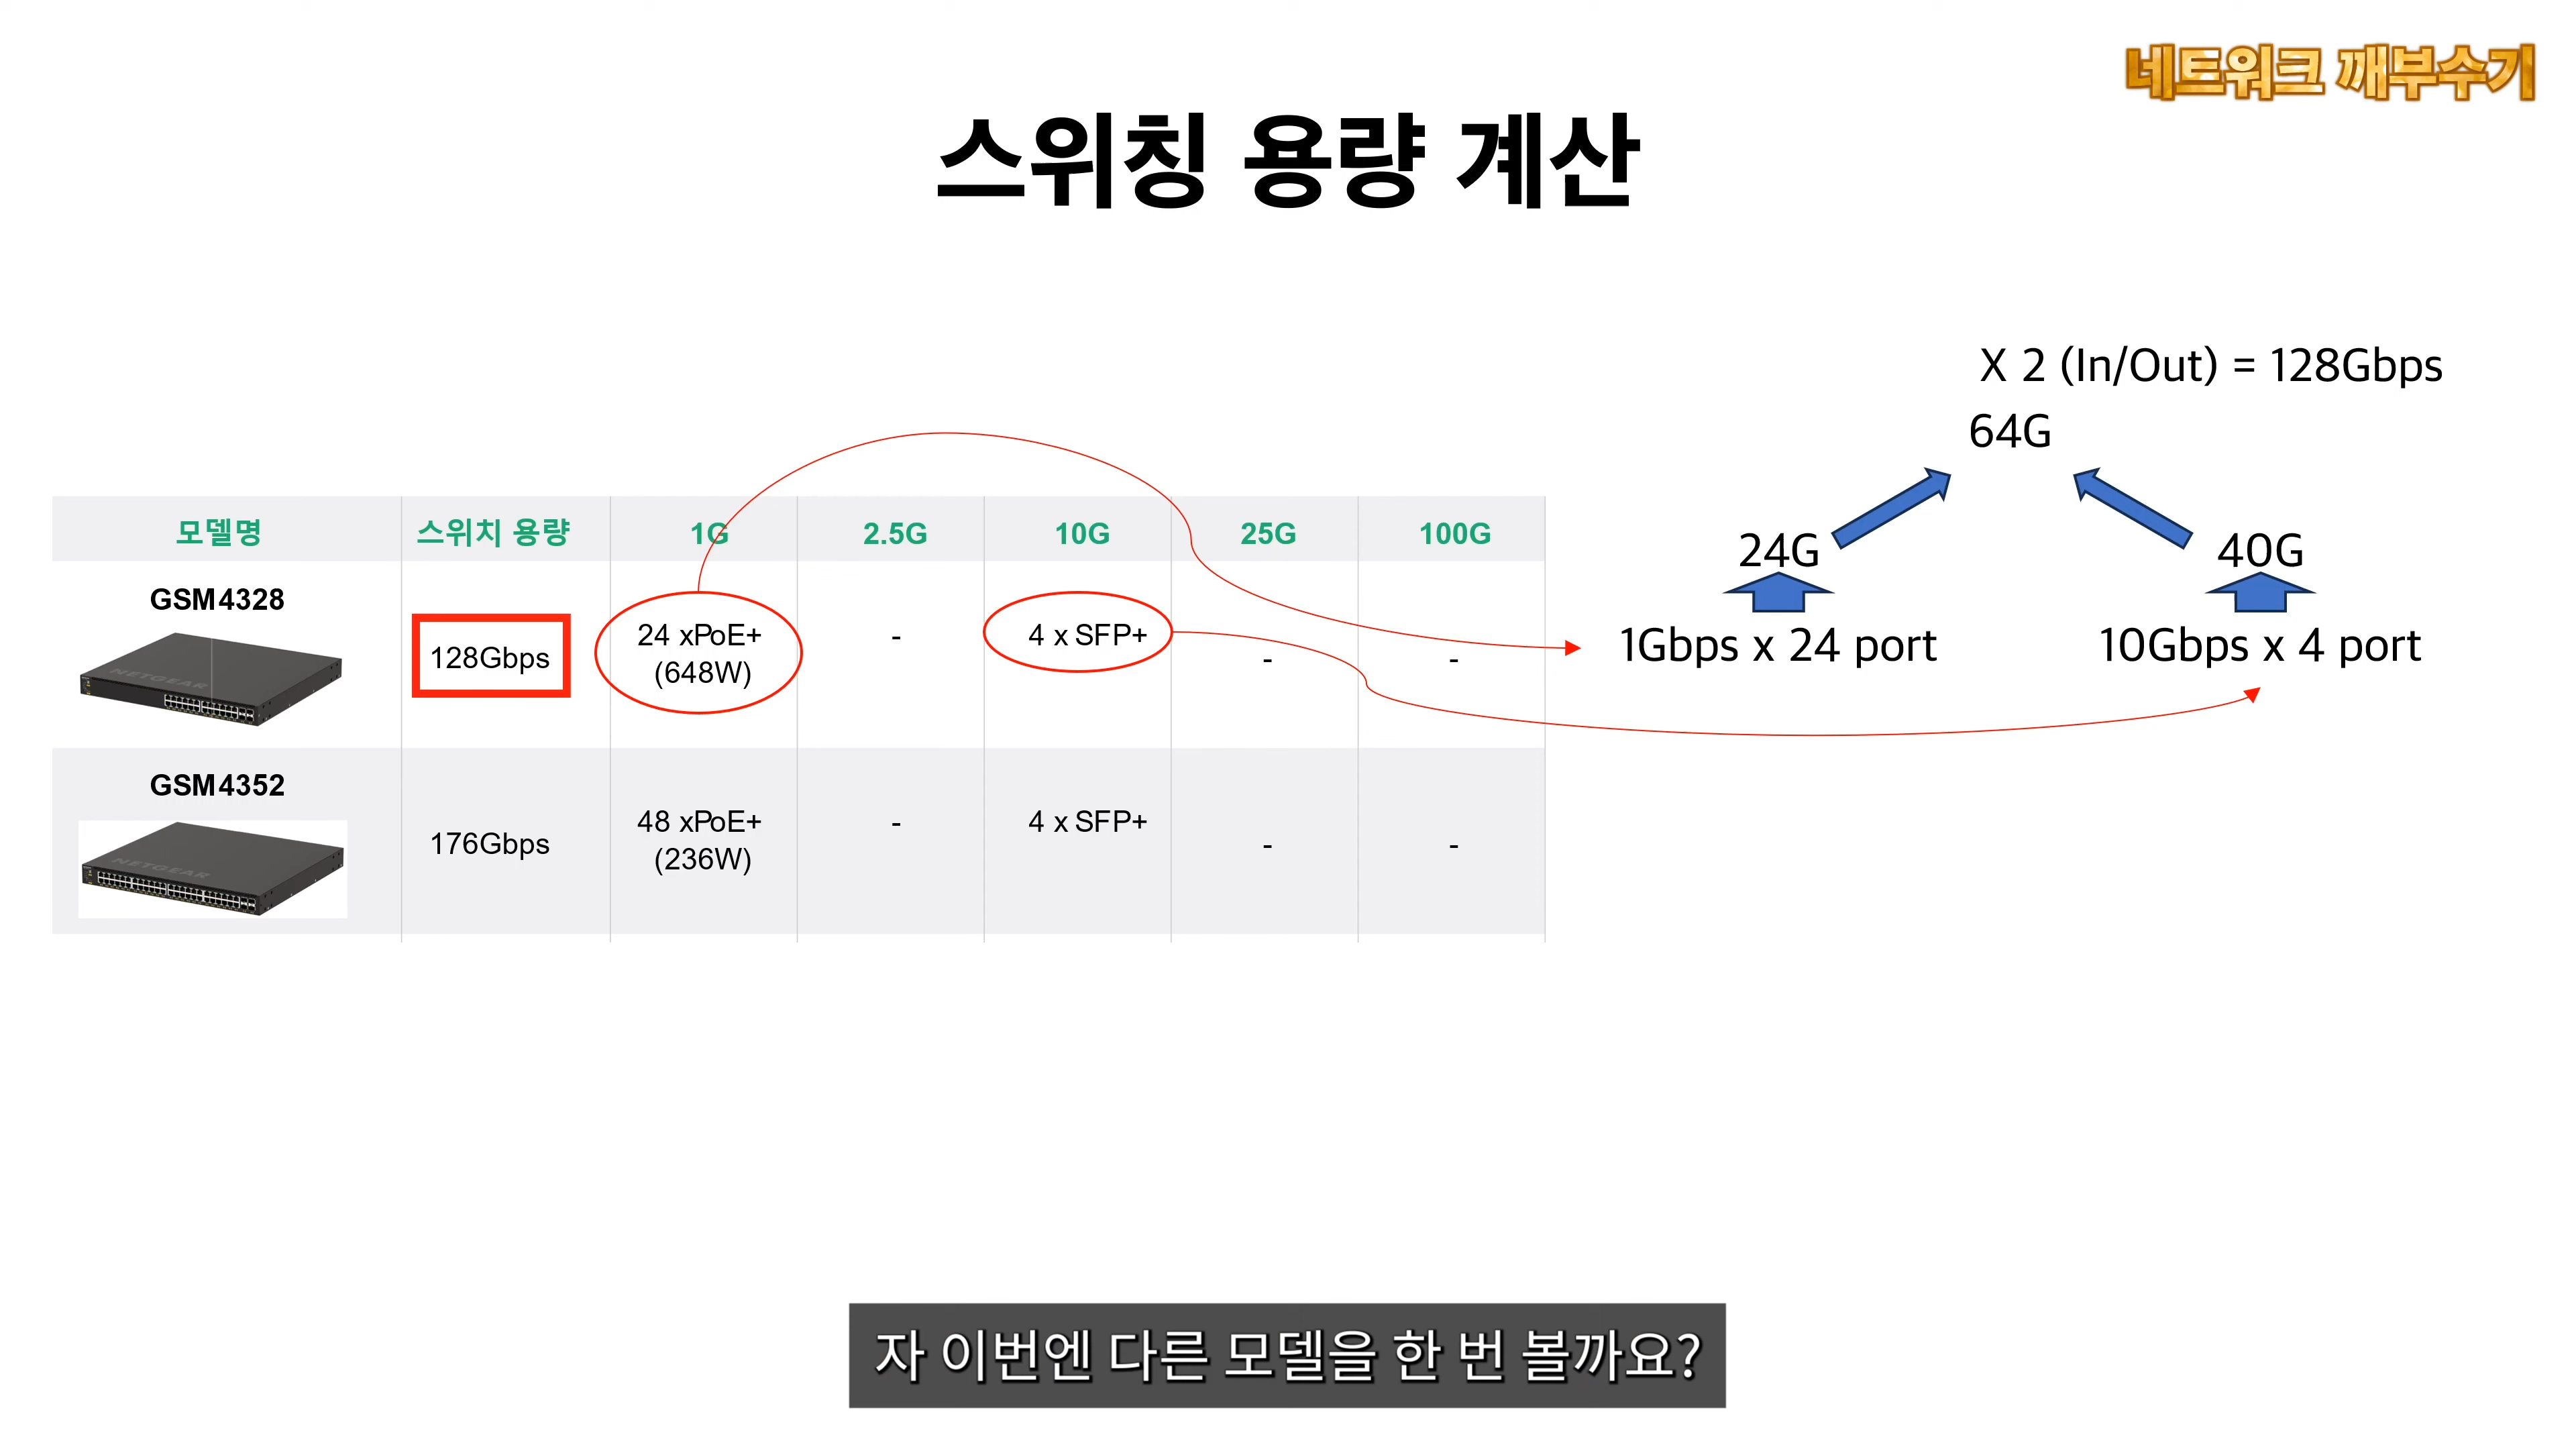 네트워크 깨부수기
스위칭 용량 계산
X 2 (In/Out) = 128Gbps
64G
24G
40G
1Gbps x 24 port
10Gbps x 4 port
모델명
스위치 용량
1G
2.5G
10G
25G
100G
GSM4328
NETGEAR
128Gbps
24 xPoE+
(648W)
-
4 x SFP+
-
-
GSM4352
NETGEAR
176Gbps
48 xPoE+
(236W)
-
4 x SFP+
-
-
자 이번엔 다른 모델을 한 번 볼까요?